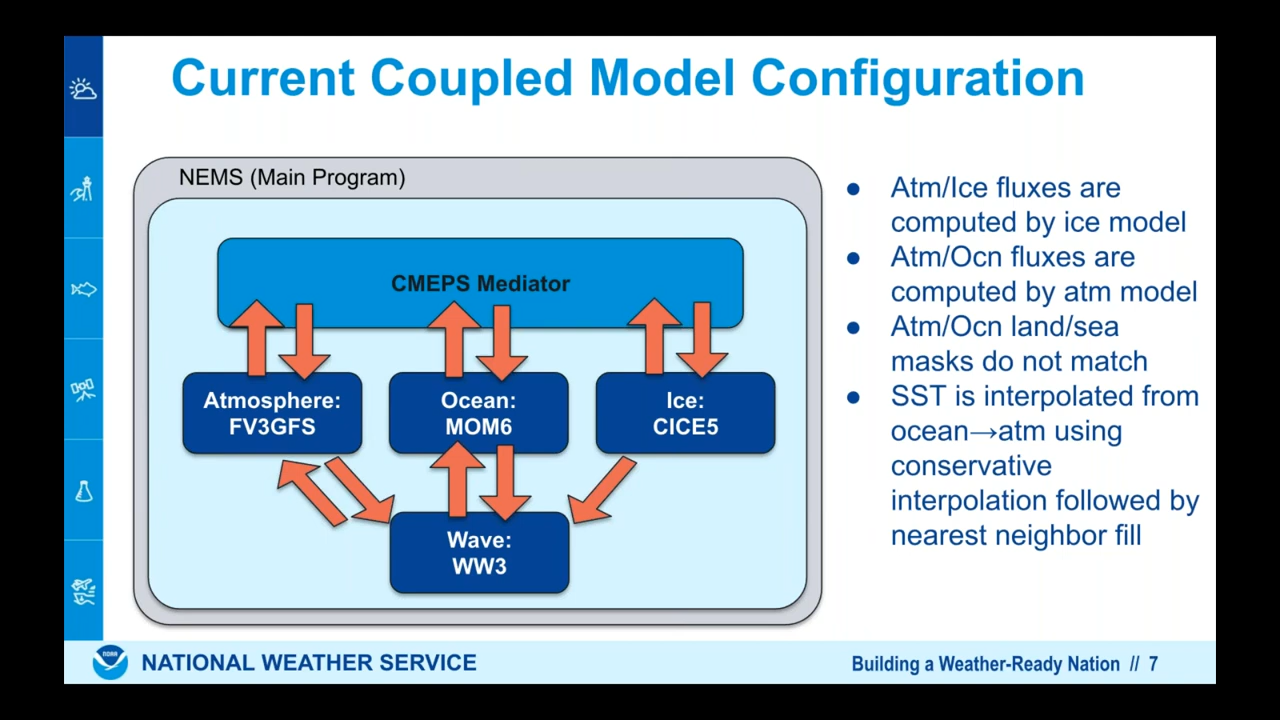 Current Coupled Model Configuration
NEMS (Main Program)
CMEPS Mediator
Atmosphere:
FV3GFS
Ocean:
MOM6
Ice:
CICE5
Wave:
WW3
● Atm/Ice fluxes are
computed by ice model
● Atm/Ocn fluxes are
computed by atm model
● Atm/Ocn land/sea
masks do not match
● SST is interpolated from
ocean→atm using
conservative
interpolation followed by
nearest neighbor fill
NOAA
NATIONAL WEATHER SERVICE
Building a Weather-Ready Nation // 7